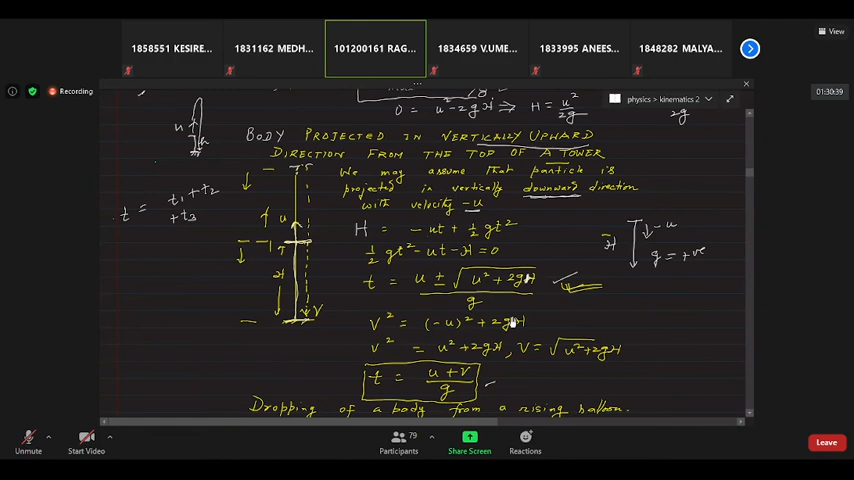 View
1858551 KESIRE...
1831162 MEDH...
101200161 RAG...
1834659 V.UME...
1833995 ANEES...
1848282 MALYA...
Recording
physics > kinematics 2
01:30:39
0 = u² - 2gH ⇒ H = u²/2g
2g
u
h
BODY PROJECTED IN VERTICALLY UPWARD
DIRECTION FROM THE TOP OF A TOWER
We may assume that particle is
projected in vertically downward direction
with velocity -u
t = t₁ + t₂
+ t₃
u
H
V
H = -ut + ½ gt²
½ gt² - ut - H = 0
t = u ± √(u² + 2gH) / g
H
-u
g = +ve
V² = (-u)² + 2gH
V² = u² + 2gH, V = √(u² + 2gH)
t = (u + V) / g
Dropping of a body from a rising balloon.
Unmute
Start Video
79
Participants
Share Screen
Reactions
Leave